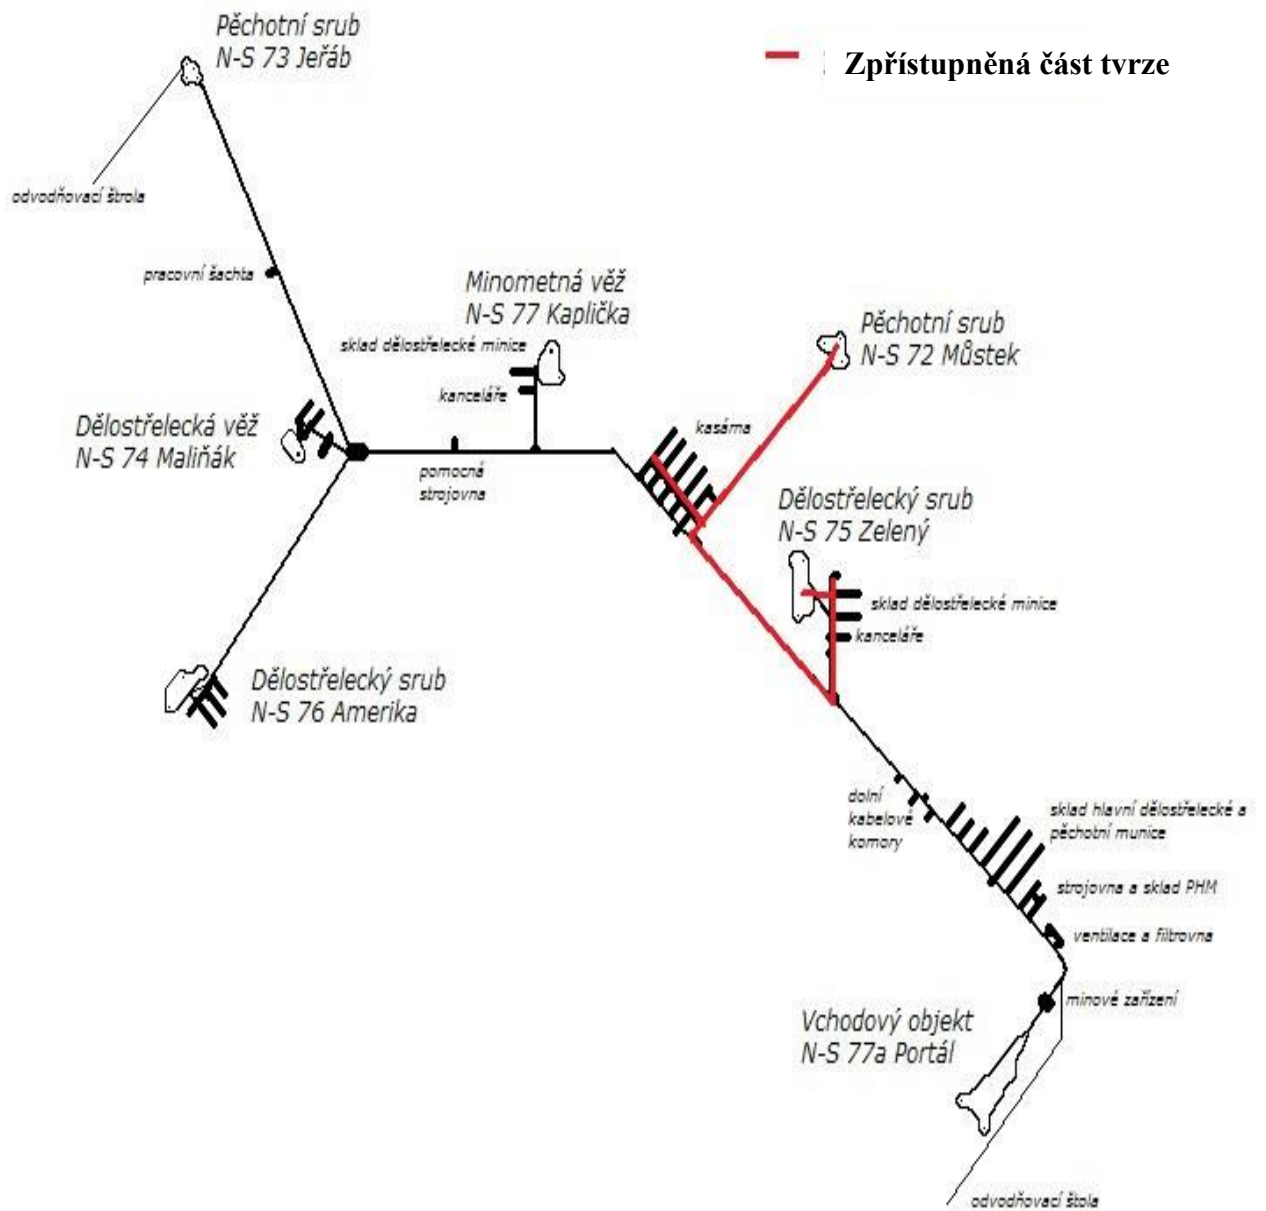 Pěchotní srub
N-S 73 Jeřáb
Zpřístupněná část tvrze
odvodňovací štrola
pracovní šachta
Minometná věž
N-S 77 Kaplička
sklad dělostřelecké minice
kanceláře
Pěchotní srub
N-S 72 Můstek
Dělostřelecká věž
N-S 74 Maliňák
kasárna
pomocná
strojovna
Dělostřelecký srub
N-S 75 Zelený
sklad dělostřelecké minice
kanceláře
Dělostřelecký srub
N-S 76 Amerika
dolní
kabelové
komory
sklad hlavní dělostřelecké a
pěchotní munice
strojovna a sklad PHM
ventilace a filtrovna
minové zařízení
Vchodový objekt
N-S 77a Portál
odvodňovací štola